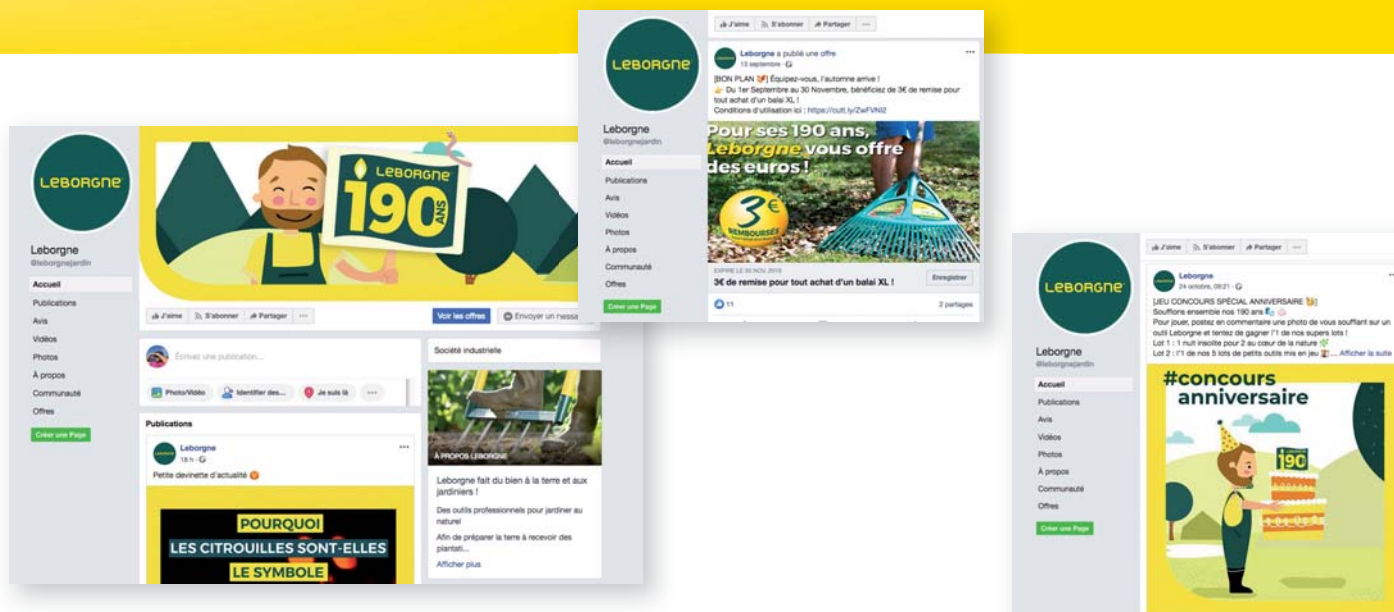 LEBORGNE
Leborgne
@leborgnejardin
Accueil
Publications
Avis
Vidéos
Photos
À propos
Communauté
Offres
Créer une Page
LEBORGNE
190
ANS
J'aime S'abonner Partager
Voir les offres Envoyer un messa
Écrivez une publication...
Photo/Vidéo Identifier des... Je suis là
Publications
Leborgne
18 h
Petite devinette d'actualité
POURQUOI
LES CITROUILLES SONT-ELLES
LE SYMBOLE
Société industrielle
À PROPOS LEBORGNE
Leborgne fait du bien à la terre et aux
jardiniers !
Des outils professionnels pour jardiner au
naturel
Afin de préparer la terre à recevoir des
plantati...
Afficher plus
LEBORGNE
Leborgne
@leborgnejardin
Accueil
Publications
Avis
Vidéos
Photos
À propos
Communauté
Offres
Créer une Page
J'aime S'abonner Partager
Leborgne a publié une offre
13 septembre
[BON PLAN ] Équipez-vous, l'automne arrive !
Du 1er Septembre au 30 Novembre, bénéficiez de 3€ de remise pour
tout achat d'un balai XL !
Conditions d'utilisation ici : https://cutt.ly/ZwFVNI2
Pour ses 190 ans,
Leborgne vous offre
des euros !
3€
REMBOURSÉS
EXPIRE LE 30 NOV. 2019
3€ de remise pour tout achat d'un balai XL !
Enregistrer
11
2 partages
LEBORGNE
Leborgne
@leborgnejardin
Accueil
Publications
Avis
Vidéos
Photos
À propos
Communauté
Offres
Créer une Page
J'aime S'abonner Partager
Leborgne
24 octobre, 09:21
[JEU CONCOURS SPÉCIAL ANNIVERSAIRE ]
Soufflons ensemble nos 190 ans
Pour jouer, postez en commentaire une photo de vous soufflant sur un
outil Leborgne et tentez de gagner l'1 de nos supers lots !
Lot 1 : 1 nuit insolite pour 2 au cœur de la nature
Lot 2 : l'1 de nos 5 lots de petits outils mis en jeu ... Afficher la suite
#concours
anniversaire
190